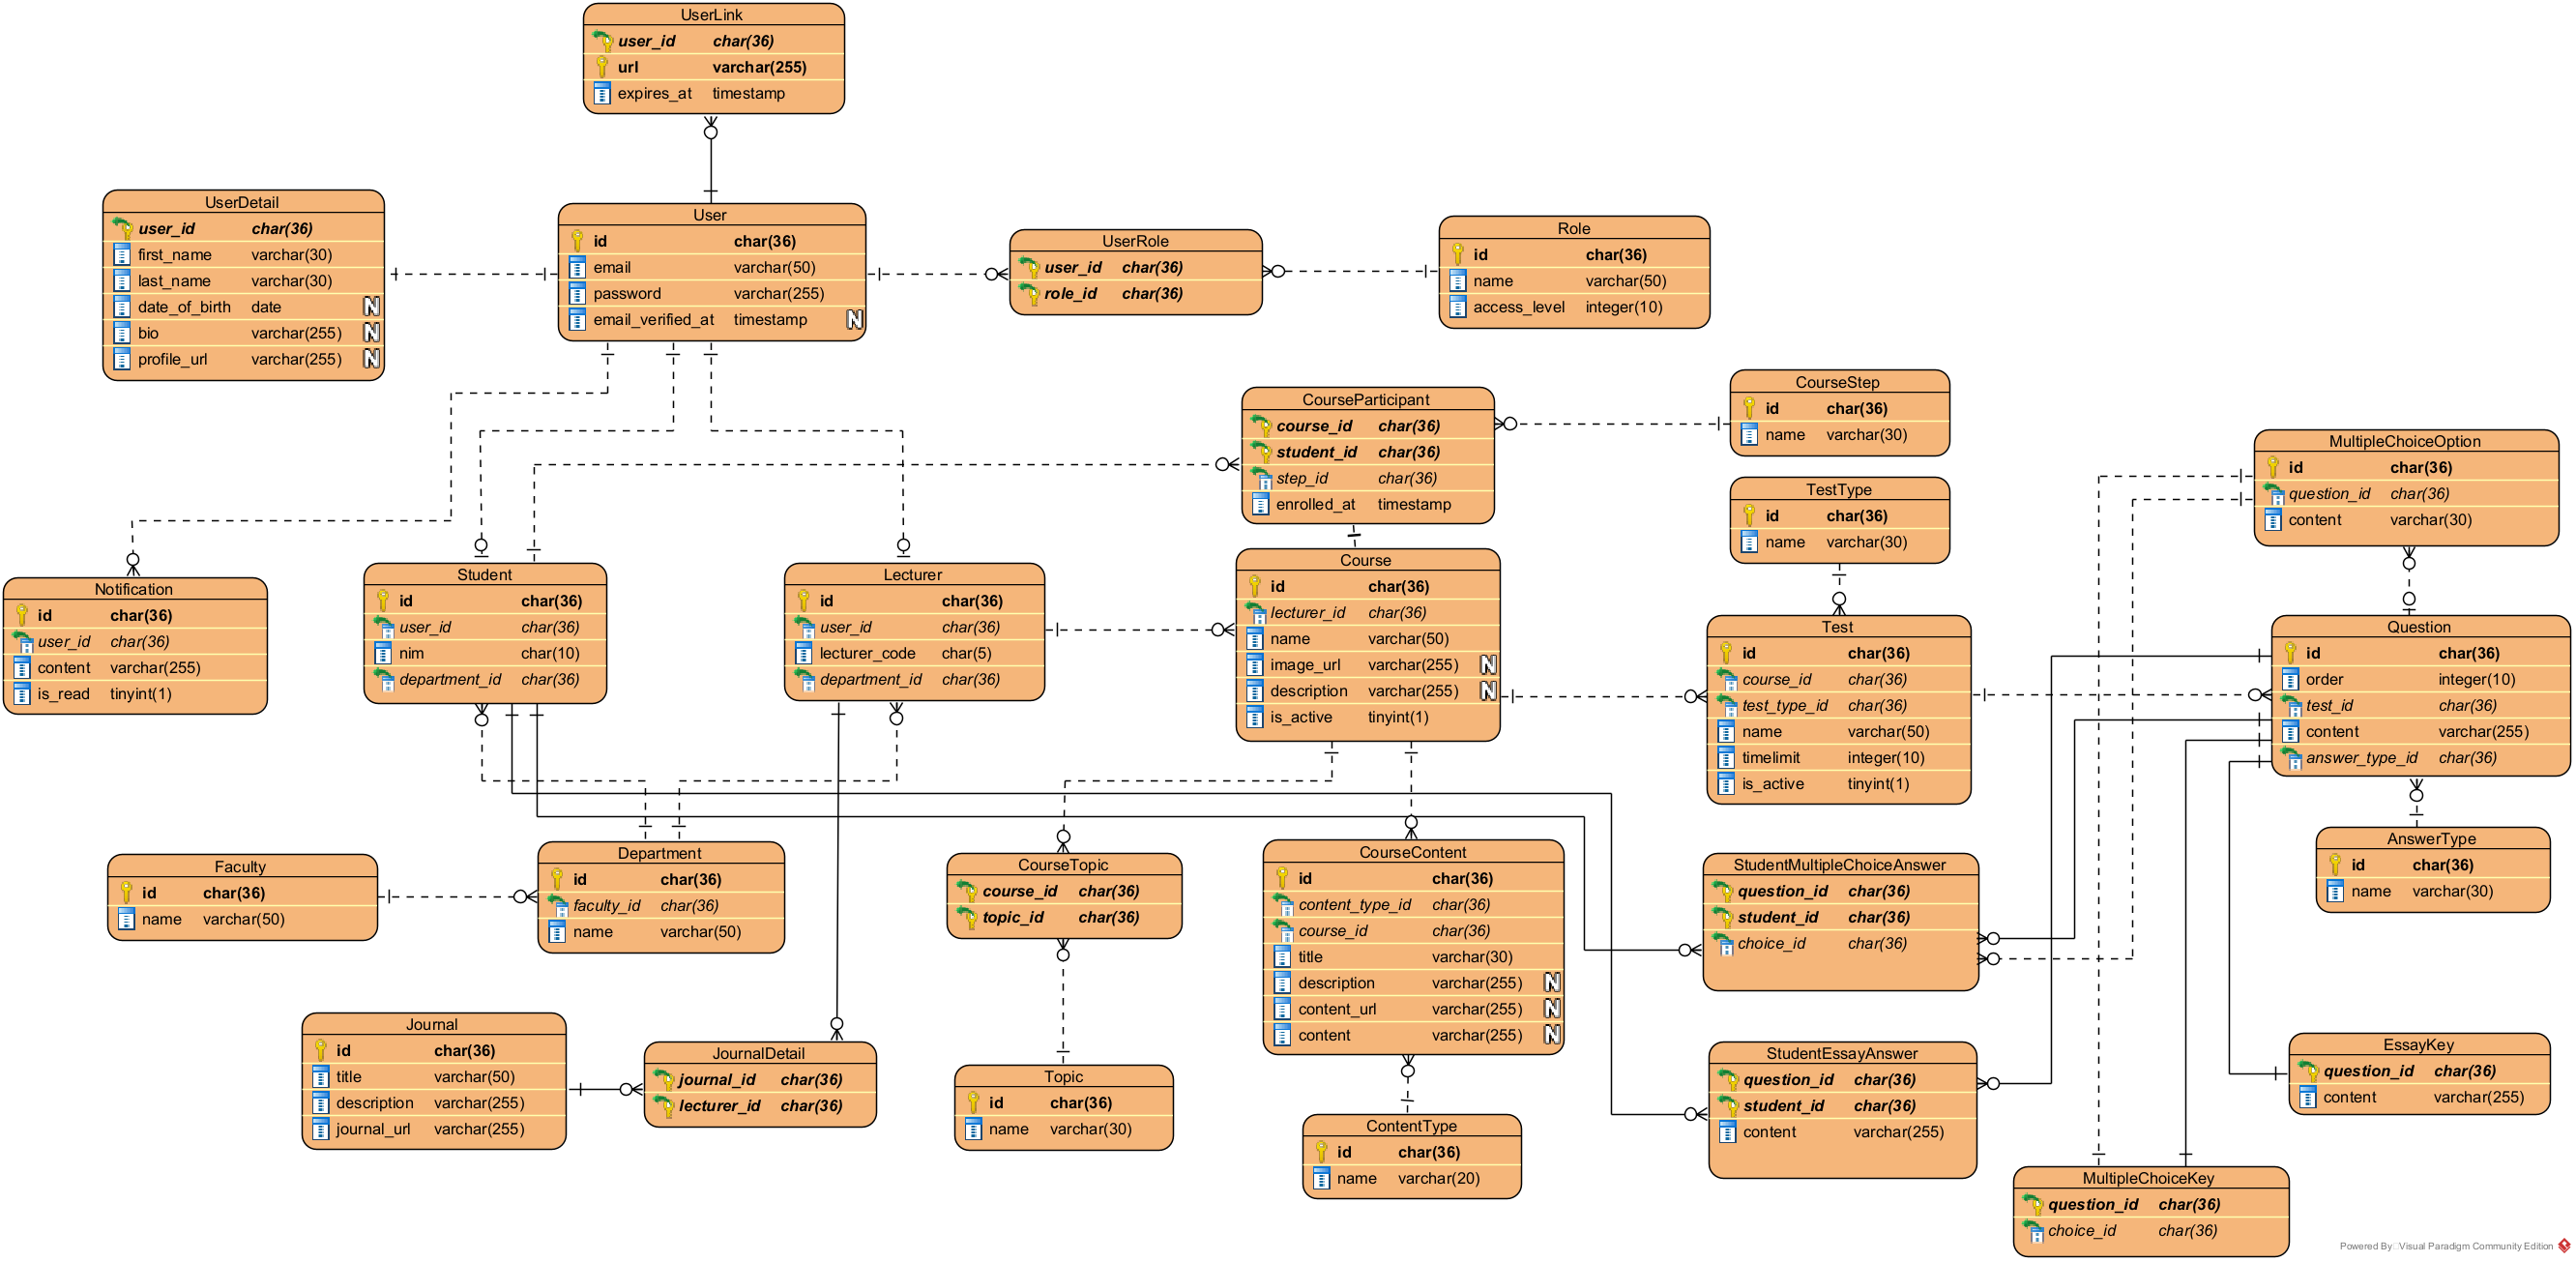 UserLink
user_id char(36)
url varchar(255)
expires_at timestamp
UserDetail
user_id char(36)
first_name varchar(30)
last_name varchar(30)
date_of_birth date N
bio varchar(255) N
profile_url varchar(255) N
User
id char(36)
email varchar(50)
password varchar(255)
email_verified_at timestamp N
UserRole
user_id char(36)
role_id char(36)
Role
id char(36)
name varchar(50)
access_level integer(10)
CourseParticipant
course_id char(36)
student_id char(36)
step_id char(36)
enrolled_at timestamp
CourseStep
id char(36)
name varchar(30)
TestType
id char(36)
name varchar(30)
MultipleChoiceOption
id char(36)
question_id char(36)
content varchar(30)
Notification
id char(36)
user_id char(36)
content varchar(255)
is_read tinyint(1)
Student
id char(36)
user_id char(36)
nim char(10)
department_id char(36)
Lecturer
id char(36)
user_id char(36)
lecturer_code char(5)
department_id char(36)
Course
id char(36)
lecturer_id char(36)
name varchar(50)
image_url varchar(255) N
description varchar(255) N
is_active tinyint(1)
Test
id char(36)
course_id char(36)
test_type_id char(36)
name varchar(50)
timelimit integer(10)
is_active tinyint(1)
Question
id char(36)
order integer(10)
test_id char(36)
content varchar(255)
answer_type_id char(36)
Faculty
id char(36)
name varchar(50)
Department
id char(36)
faculty_id char(36)
name varchar(50)
CourseTopic
course_id char(36)
topic_id char(36)
CourseContent
id char(36)
content_type_id char(36)
course_id char(36)
title varchar(30)
description varchar(255) N
content_url varchar(255) N
content varchar(255) N
StudentMultipleChoiceAnswer
question_id char(36)
student_id char(36)
choice_id char(36)
AnswerType
id char(36)
name varchar(30)
Journal
id char(36)
title varchar(50)
description varchar(255)
journal_url varchar(255)
JournalDetail
journal_id char(36)
lecturer_id char(36)
Topic
id char(36)
name varchar(30)
ContentType
id char(36)
name varchar(20)
StudentEssayAnswer
question_id char(36)
student_id char(36)
content varchar(255)
EssayKey
question_id char(36)
content varchar(255)
MultipleChoiceKey
question_id char(36)
choice_id char(36)
Powered By Visual Paradigm Community Edition